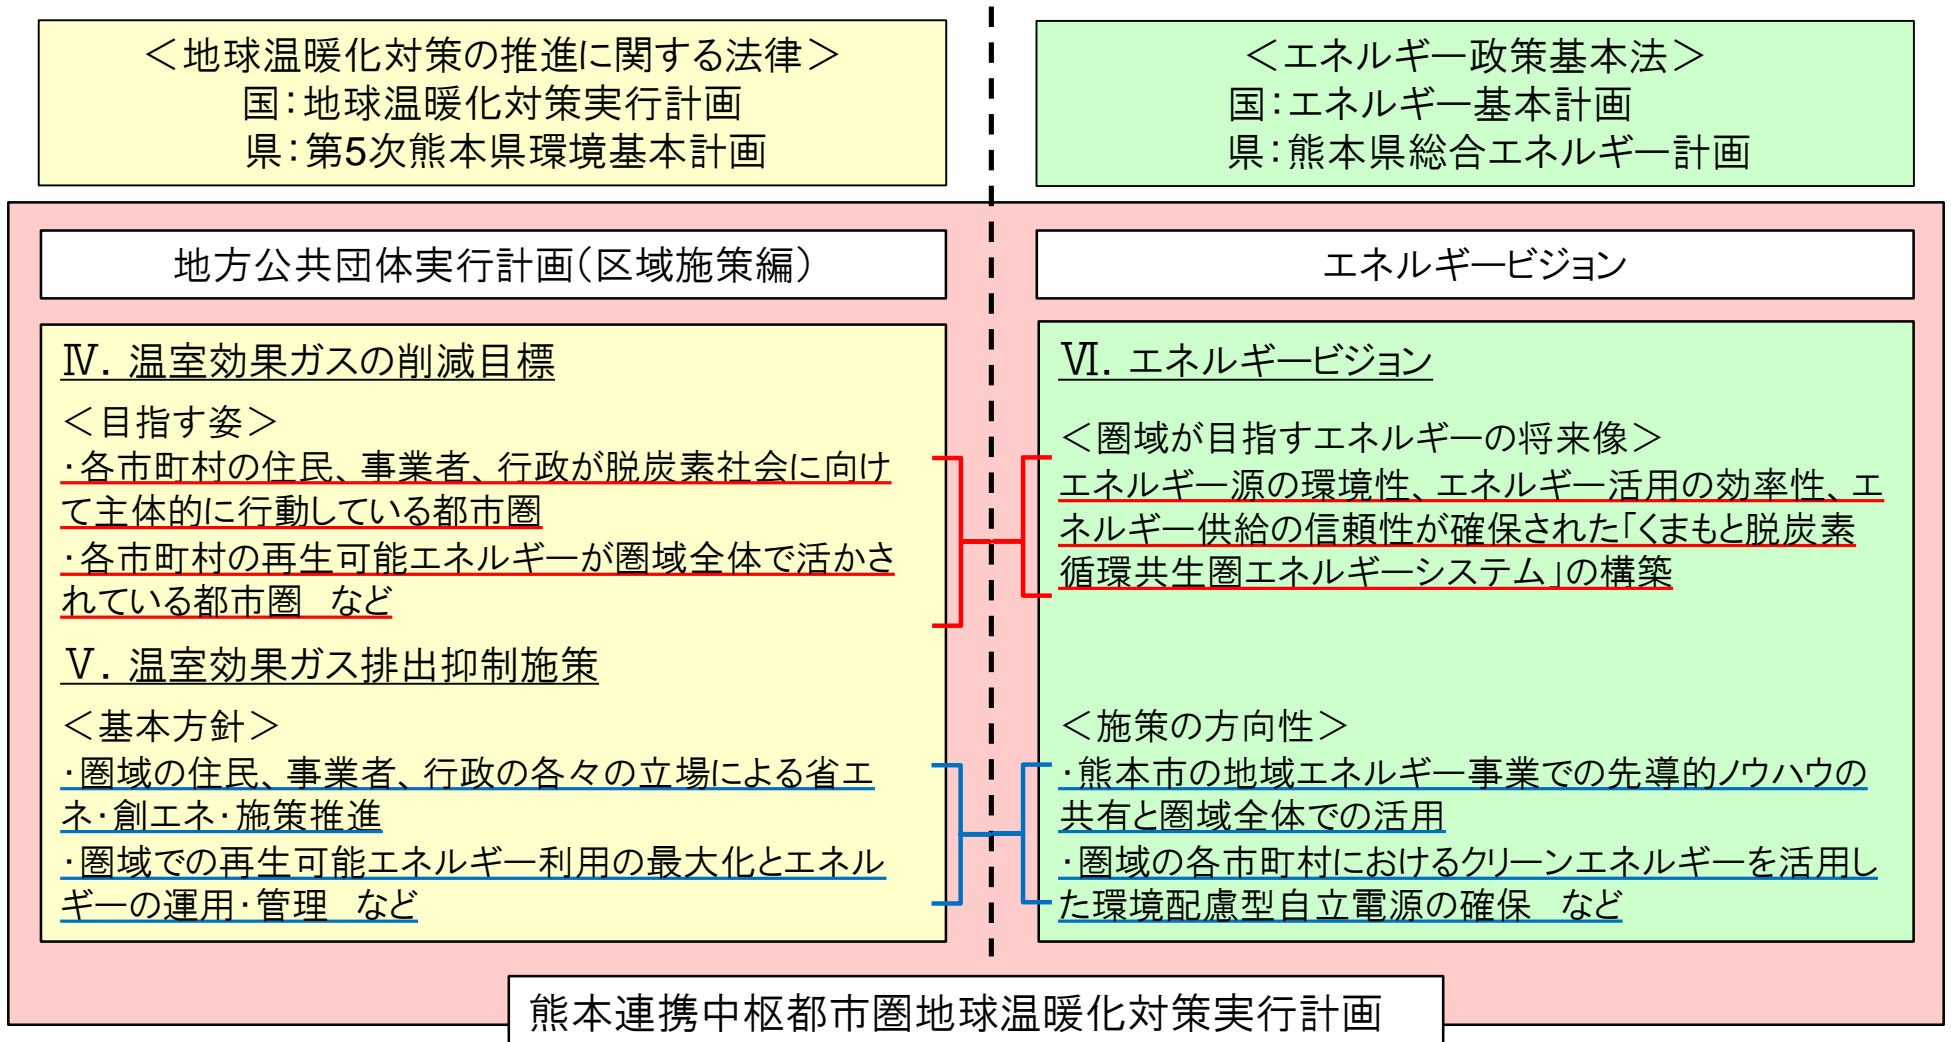 ＜地球温暖化対策の推進に関する法律＞
国：地球温暖化対策実行計画
県：第5次熊本県環境基本計画
＜エネルギー政策基本法＞
国：エネルギー基本計画
県：熊本県総合エネルギー計画
地方公共団体実行計画（区域施策編）
エネルギービジョン
Ⅳ．温室効果ガスの削減目標
＜目指す姿＞
・各市町村の住民、事業者、行政が脱炭素社会に向け
て主体的に行動している都市圏
・各市町村の再生可能エネルギーが圏域全体で活かさ
れている都市圏　など
Ⅴ．温室効果ガス排出抑制施策
＜基本方針＞
・圏域の住民、事業者、行政の各々の立場による省エ
ネ・創エネ・施策推進
・圏域での再生可能エネルギー利用の最大化とエネル
ギーの運用・管理　など
Ⅵ．エネルギービジョン
＜圏域が目指すエネルギーの将来像＞
エネルギー源の環境性、エネルギー活用の効率性、エ
ネルギー供給の信頼性が確保された「くまもと脱炭素
循環共生圏エネルギーシステム」の構築
＜施策の方向性＞
・熊本市の地域エネルギー事業での先導的ノウハウの
共有と圏域全体での活用
・圏域の各市町村におけるクリーンエネルギーを活用し
た環境配慮型自立電源の確保　など
熊本連携中枢都市圏地球温暖化対策実行計画